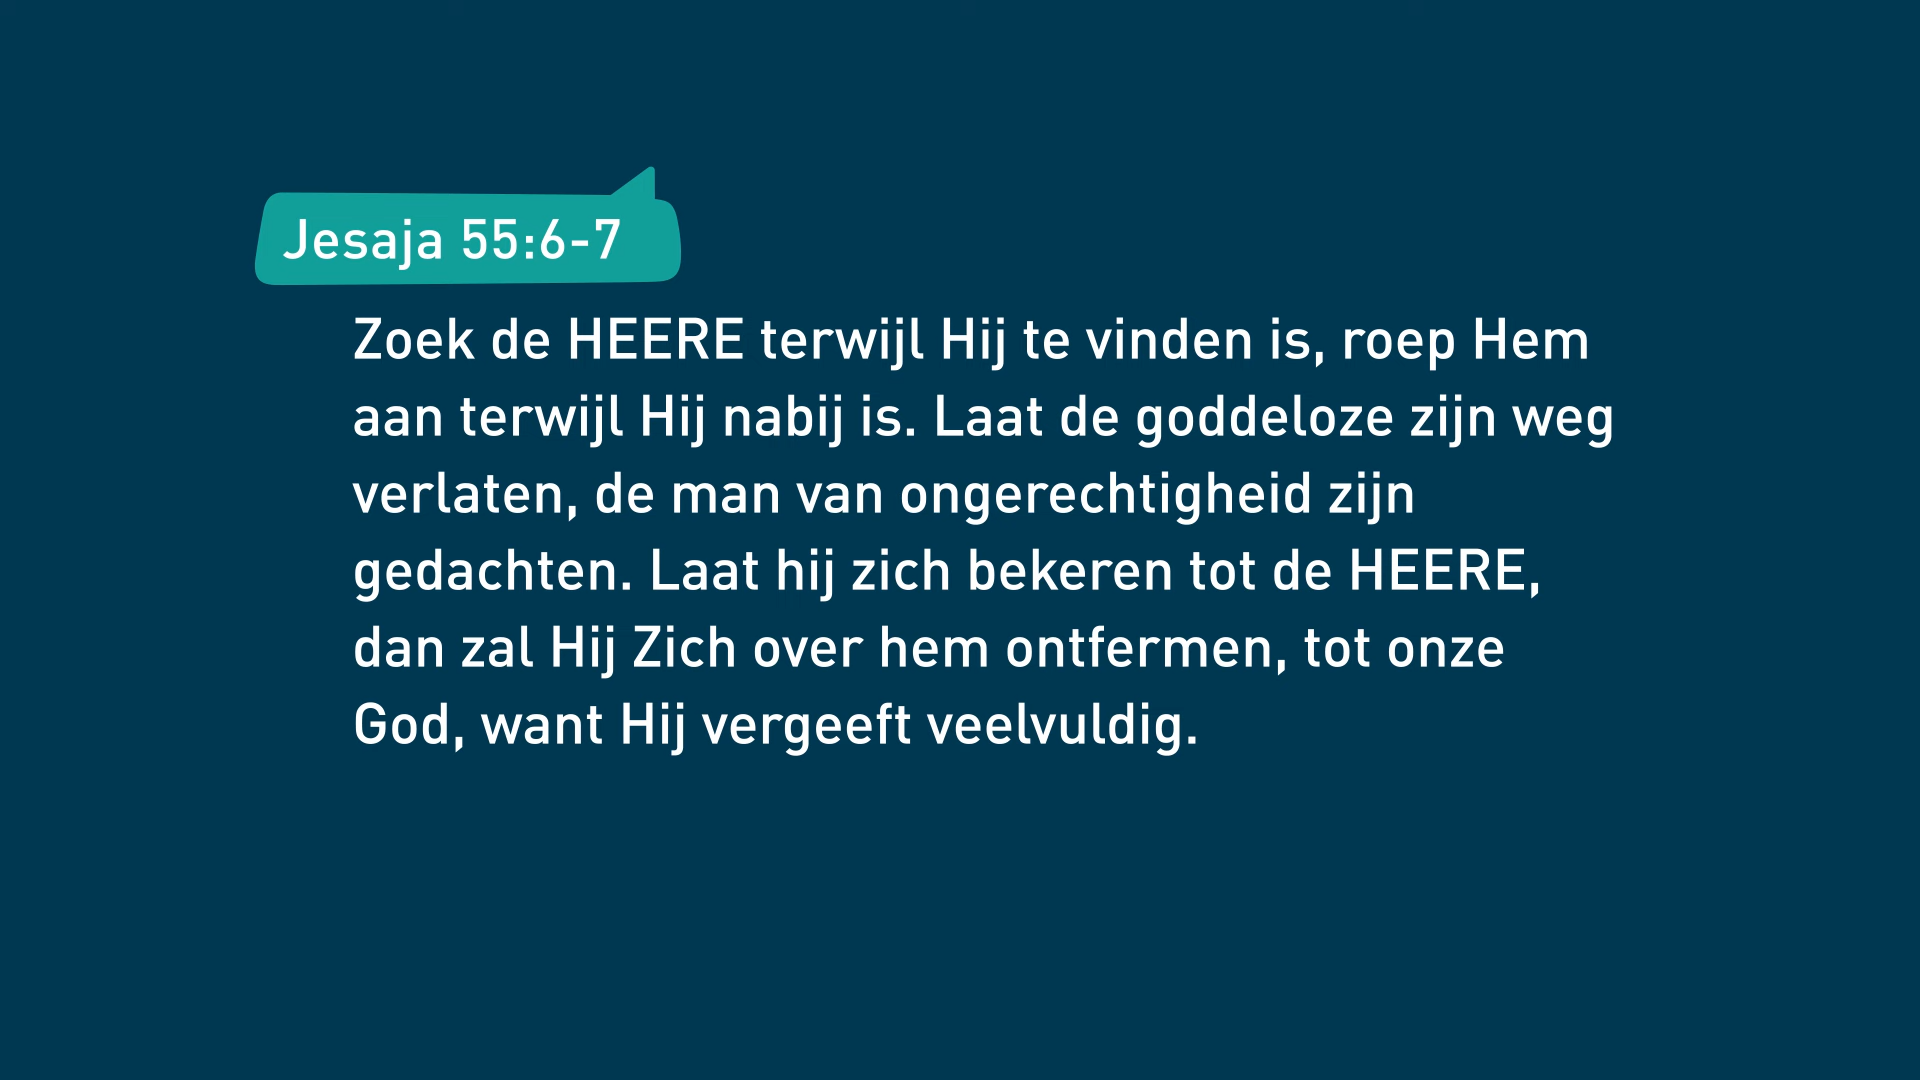 Jesaja 55:6-7
Zoek de HEERE terwijl Hij te vinden is, roep Hem
aan terwijl Hij nabij is. Laat de goddeloze zijn weg
verlaten, de man van ongerechtigheid zijn
gedachten. Laat hij zich bekeren tot de HEERE,
dan zal Hij Zich over hem ontfermen, tot onze
God, want Hij vergeeft veelvuldig.